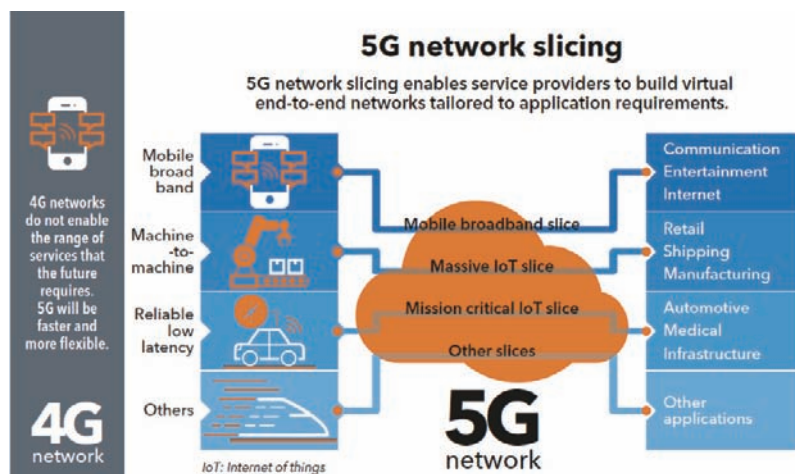 5G network slicing
5G network slicing enables service providers to build virtual
end-to-end networks tailored to application requirements.
4G networks
do not enable
the range of
services that
the future
requires.
5G will be
faster and
more flexible.
4G
network
Mobile
broad
band
Machine
-to-
machine
Reliable
low
latency
Others
Mobile broadband slice
Massive IoT slice
Mission critical IoT slice
Other slices
5G
network
Communication
Entertainment
Internet
Retail
Shipping
Manufacturing
Automotive
Medical
Infrastructure
Other
applications
IoT: Internet of things